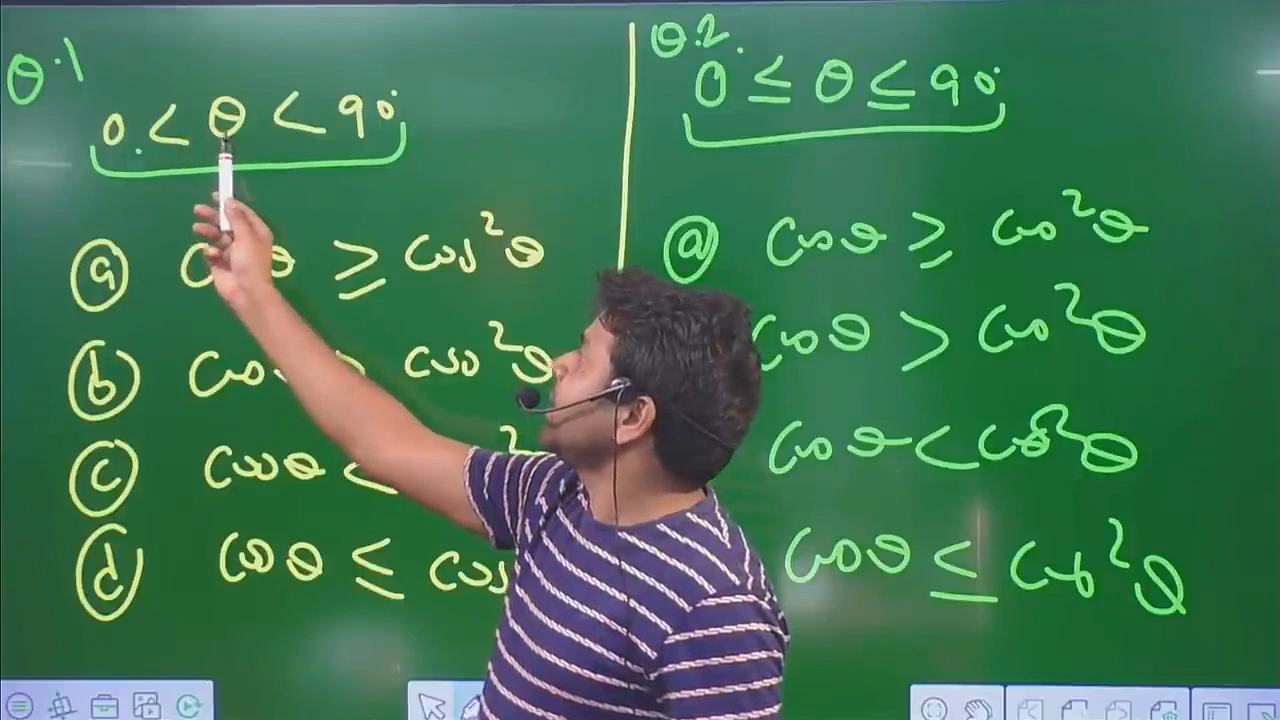 Q.1
0 < θ < 90°
(a) cosθ ≥ cos²θ
(b) cosθ > cos²θ
(c) cosθ <
(d) cosθ ≤ cos
Q.2.
0 ≤ θ ≤ 90°
(a) cosθ ≥ cos²θ
cosθ > cos²θ
cosθ < cos²θ
cosθ ≤ cos²θ